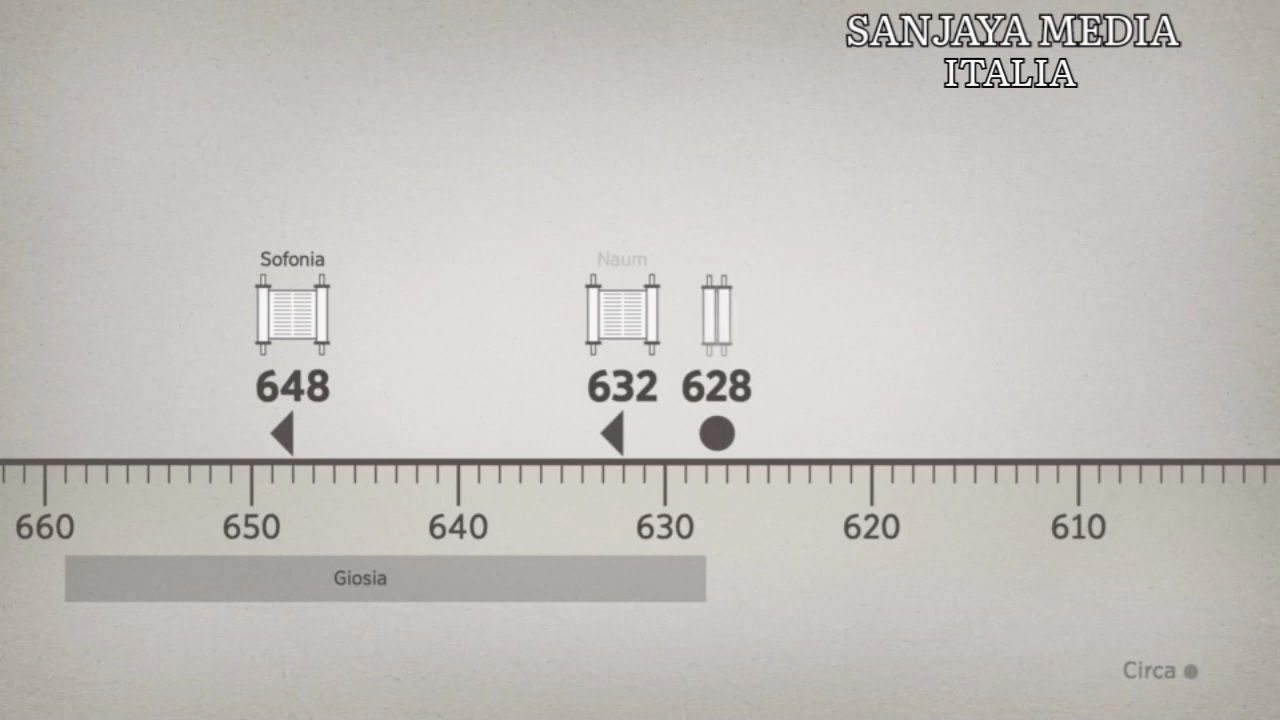 SANJAYA MEDIA
ITALIA
Sofonia
Naum
648
632
628
660
650
640
630
620
610
Giosia
Circa